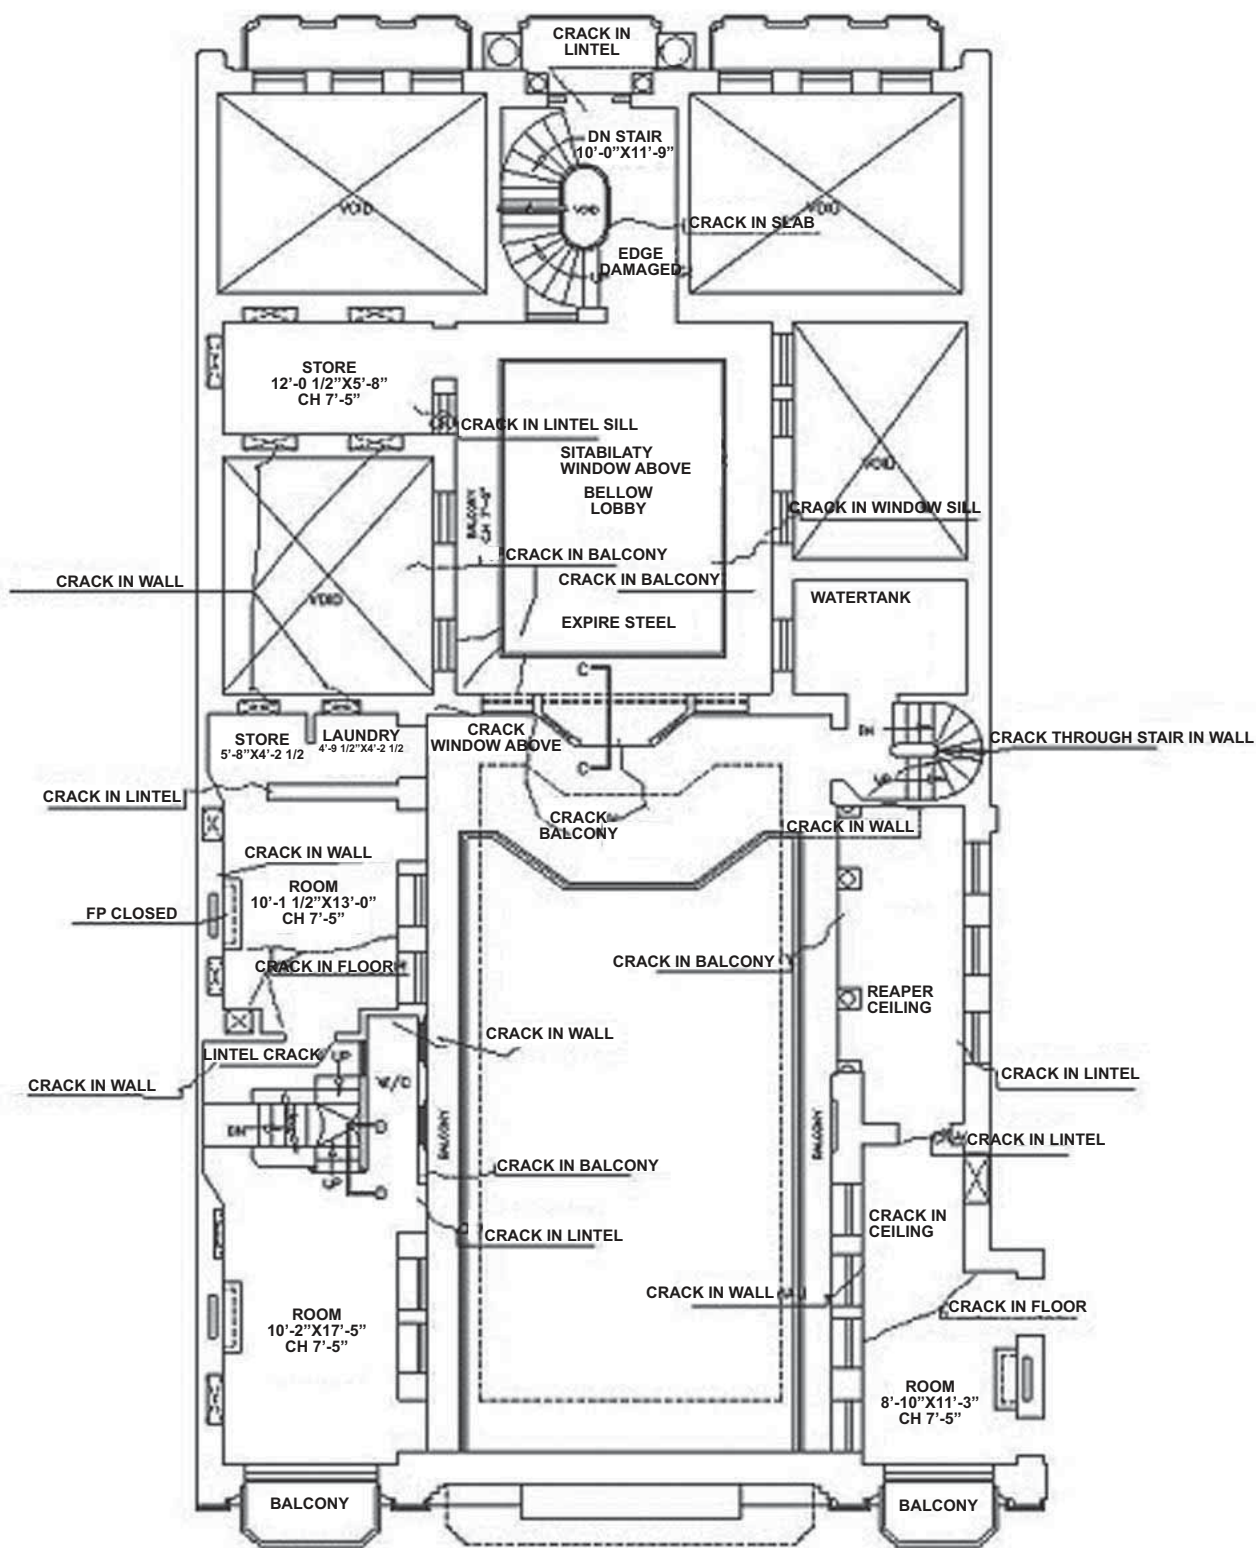 CRACK IN
LINTEL
DN STAIR
10'-0"X11'-9"
UP
VOID
VOID
VOID
CRACK IN SLAB
EDGE
DAMAGED
UP
STORE
12'-0 1/2"X5'-8"
CH 7'-5"
CRACK IN LINTEL SILL
SITABILATY
WINDOW ABOVE
BELLOW
LOBBY
VOID
BALCONY
CH 7'-5"
CRACK IN WINDOW SILL
CRACK IN BALCONY
CRACK IN WALL
CRACK IN BALCONY
VOID
WATERTANK
EXPIRE STEEL
C
CRACK
WINDOW ABOVE
STORE
5'-8"X4'-2 1/2
LAUNDRY
4'-9 1/2"X4'-2 1/2
DN
CRACK THROUGH STAIR IN WALL
C
UP
CRACK IN LINTEL
CRACK
BALCONY
CRACK IN WALL
CRACK IN WALL
ROOM
10'-1 1/2"X13'-0"
CH 7'-5"
FP CLOSED
CRACK IN FLOOR
CRACK IN BALCONY
REAPER
CEILING
CRACK IN WALL
LINTEL CRACK
UP
CRACK IN WALL
W/D
CRACK IN LINTEL
DN
D
BALCONY
BALCONY
CRACK IN LINTEL
CRACK IN BALCONY
UP
D
CRACK IN LINTEL
CRACK IN
CEILING
CRACK IN WALL
CRACK IN FLOOR
ROOM
10'-2"X17'-5"
CH 7'-5"
ROOM
8'-10"X11'-3"
CH 7'-5"
BALCONY
BALCONY